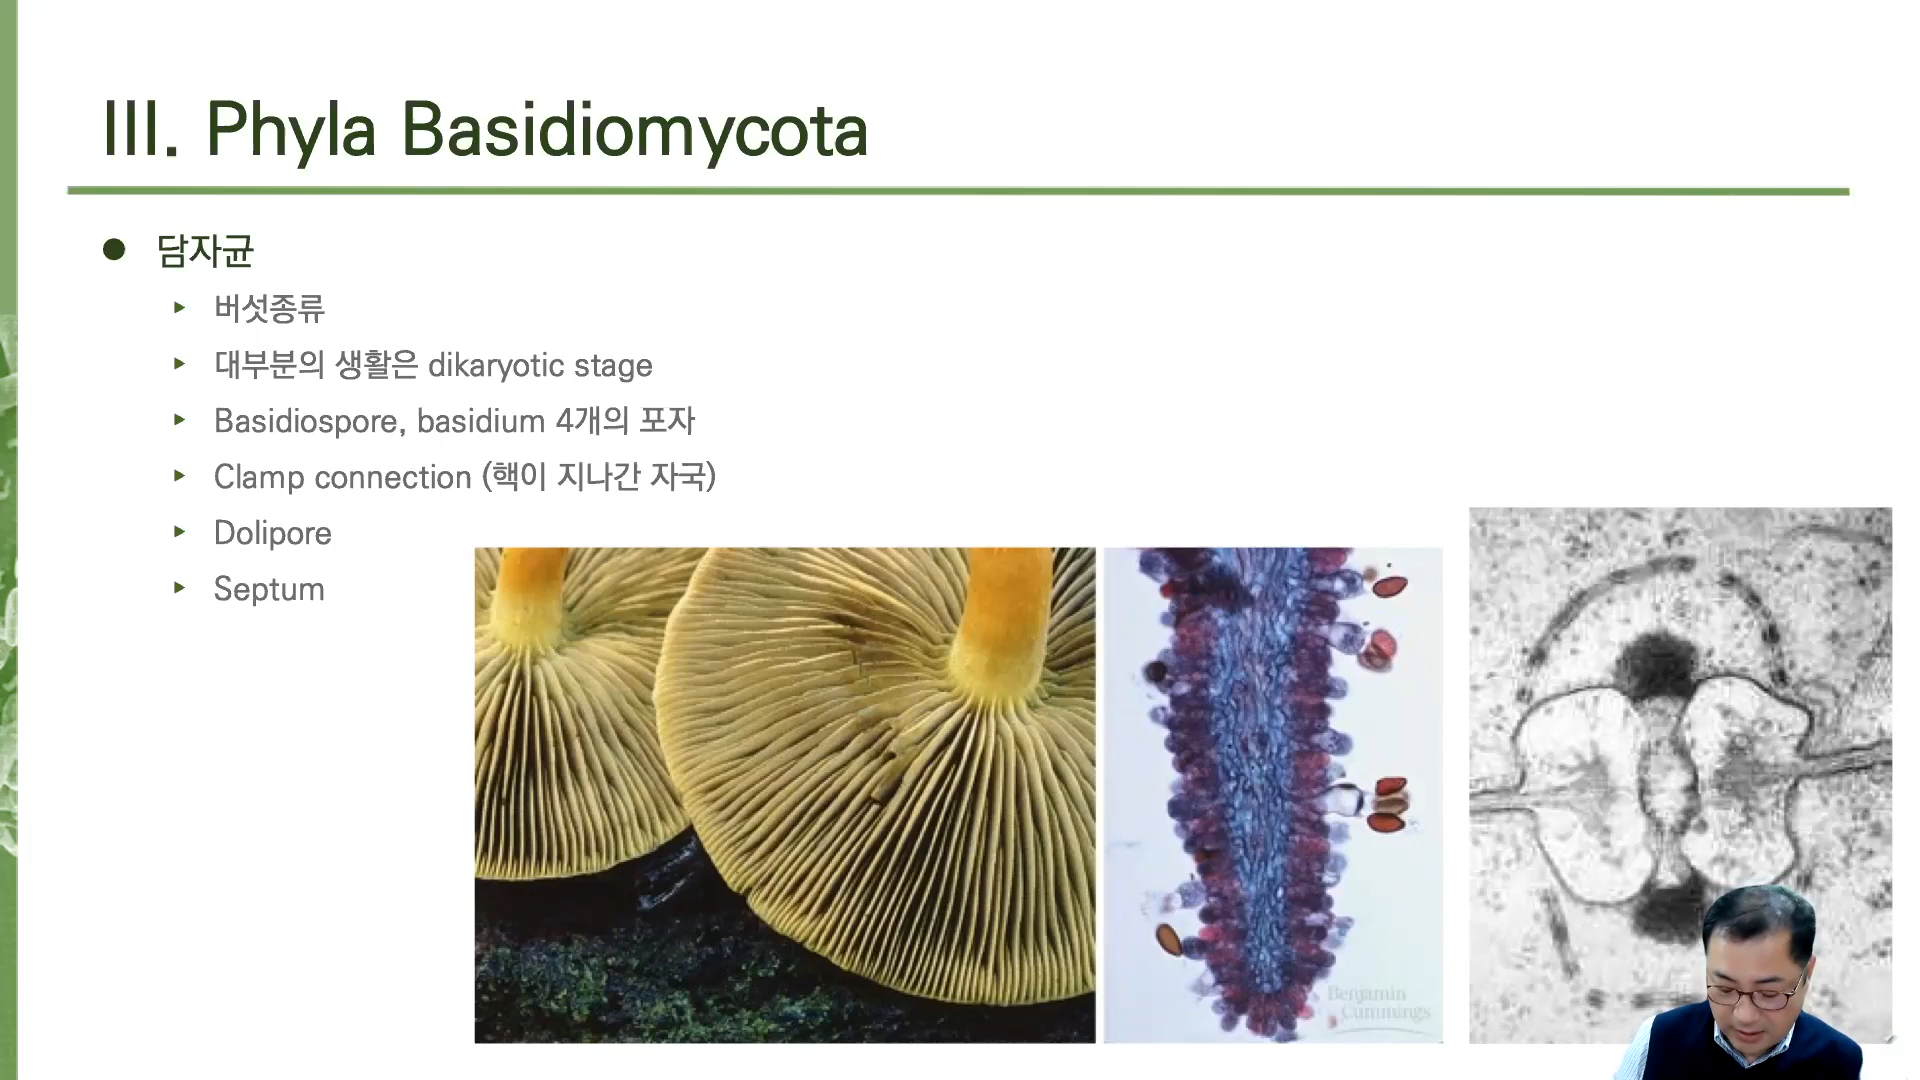 III. Phyla Basidiomycota
● 담자균
▸ 버섯종류
▸ 대부분의 생활은 dikaryotic stage
▸ Basidiospore, basidium 4개의 포자
▸ Clamp connection (핵이 지나간 자국)
▸ Dolipore
▸ Septum
Benjamin
Cummings